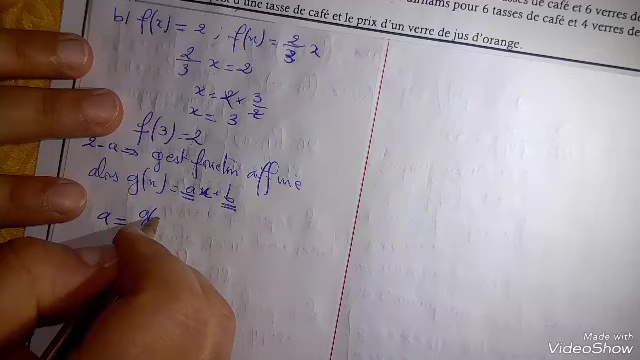 d'une tasse de café et le prix d'un verre de jus d'orange.
pour 6 tasses de café et 4 verres de
de café et 6 verres de
b) f(x) = 2 ; f(x) = 2/3 x
2/3 x = 2
x = 2 × 3/2
x = 3
f(3) = 2
2-a ⇒ g est fonction affine
alors g(x) = ax + b
a = g(
Made with
VideoShow